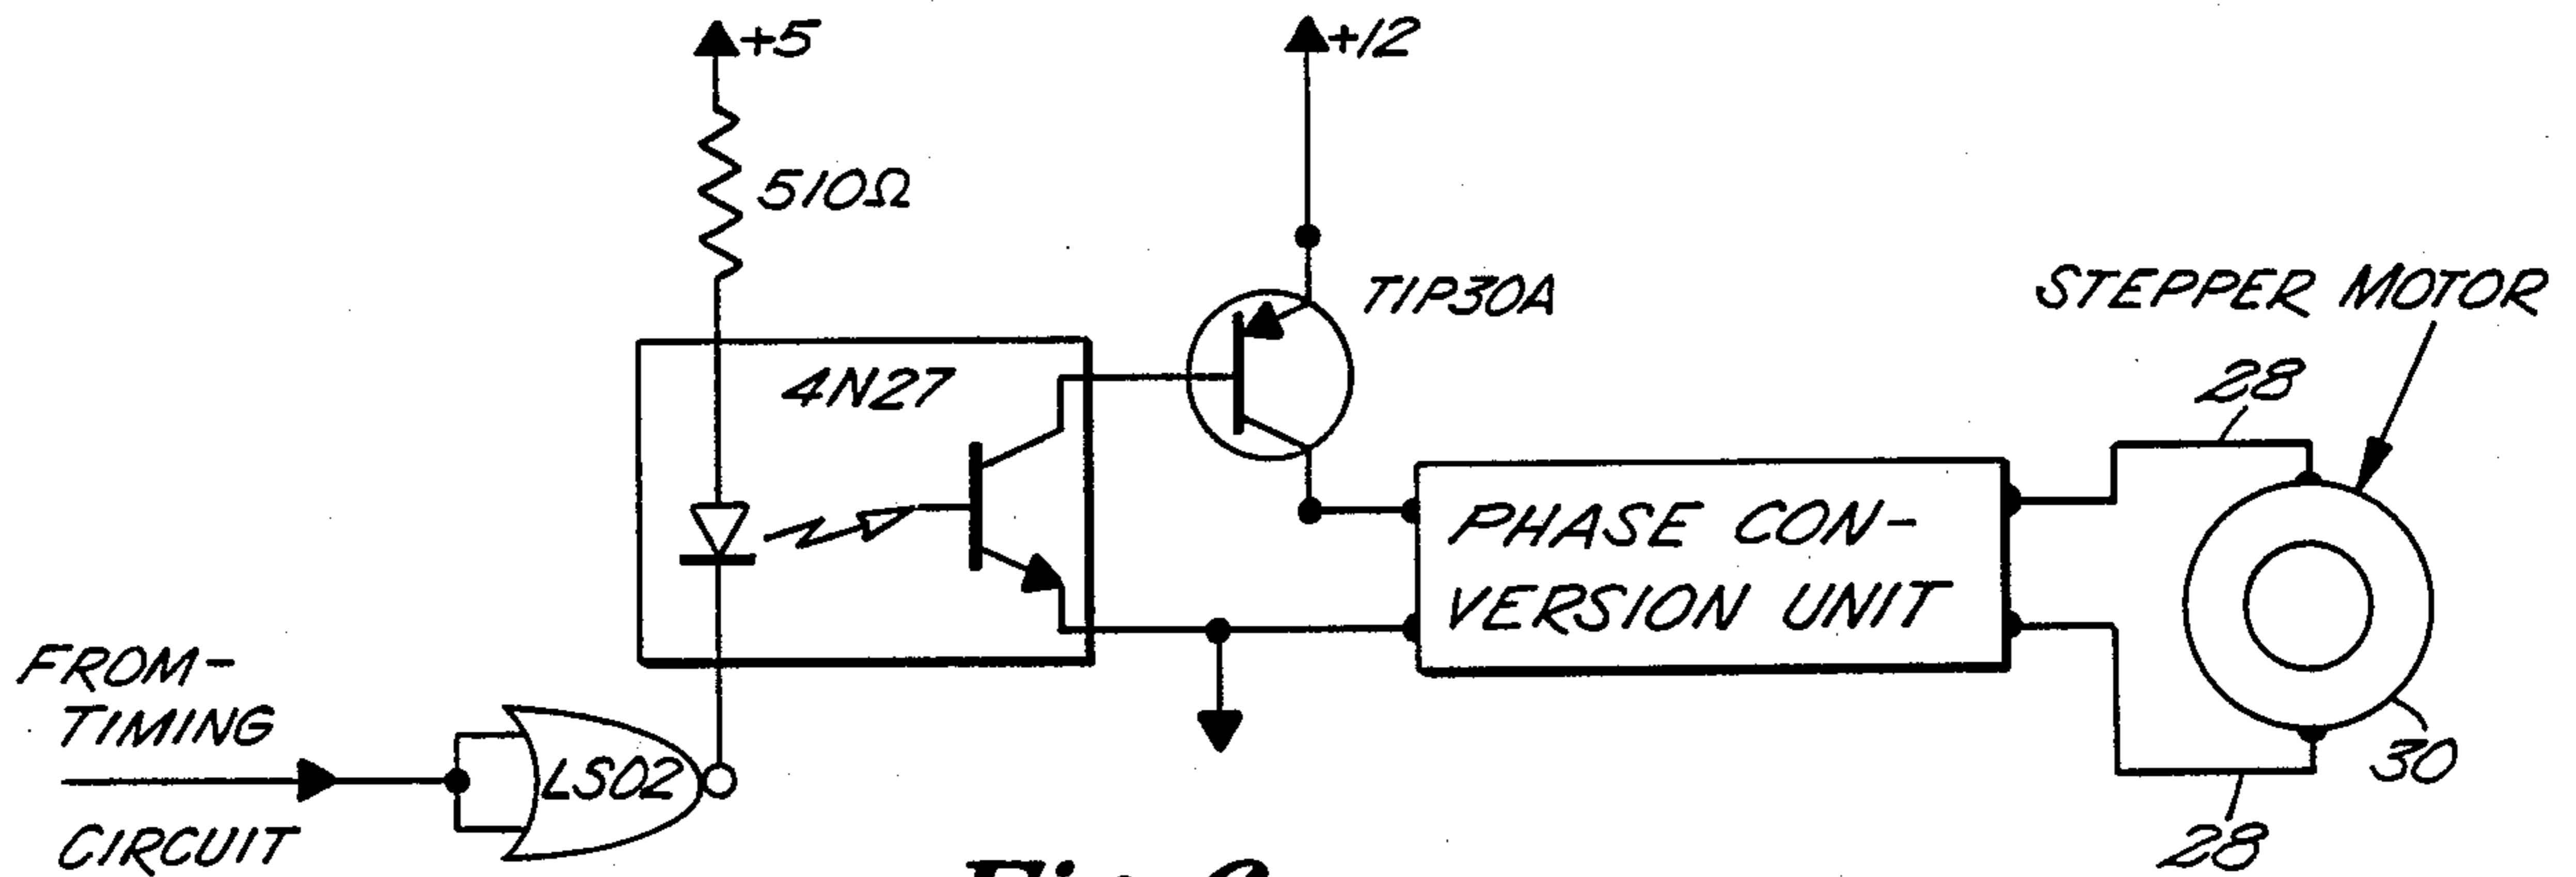 +5
+12
510Ω
TIP30A
STEPPER MOTOR
4N27
28
PHASE CON-
VERSION UNIT
FROM-
TIMING
CIRCUIT
LS02
30
28